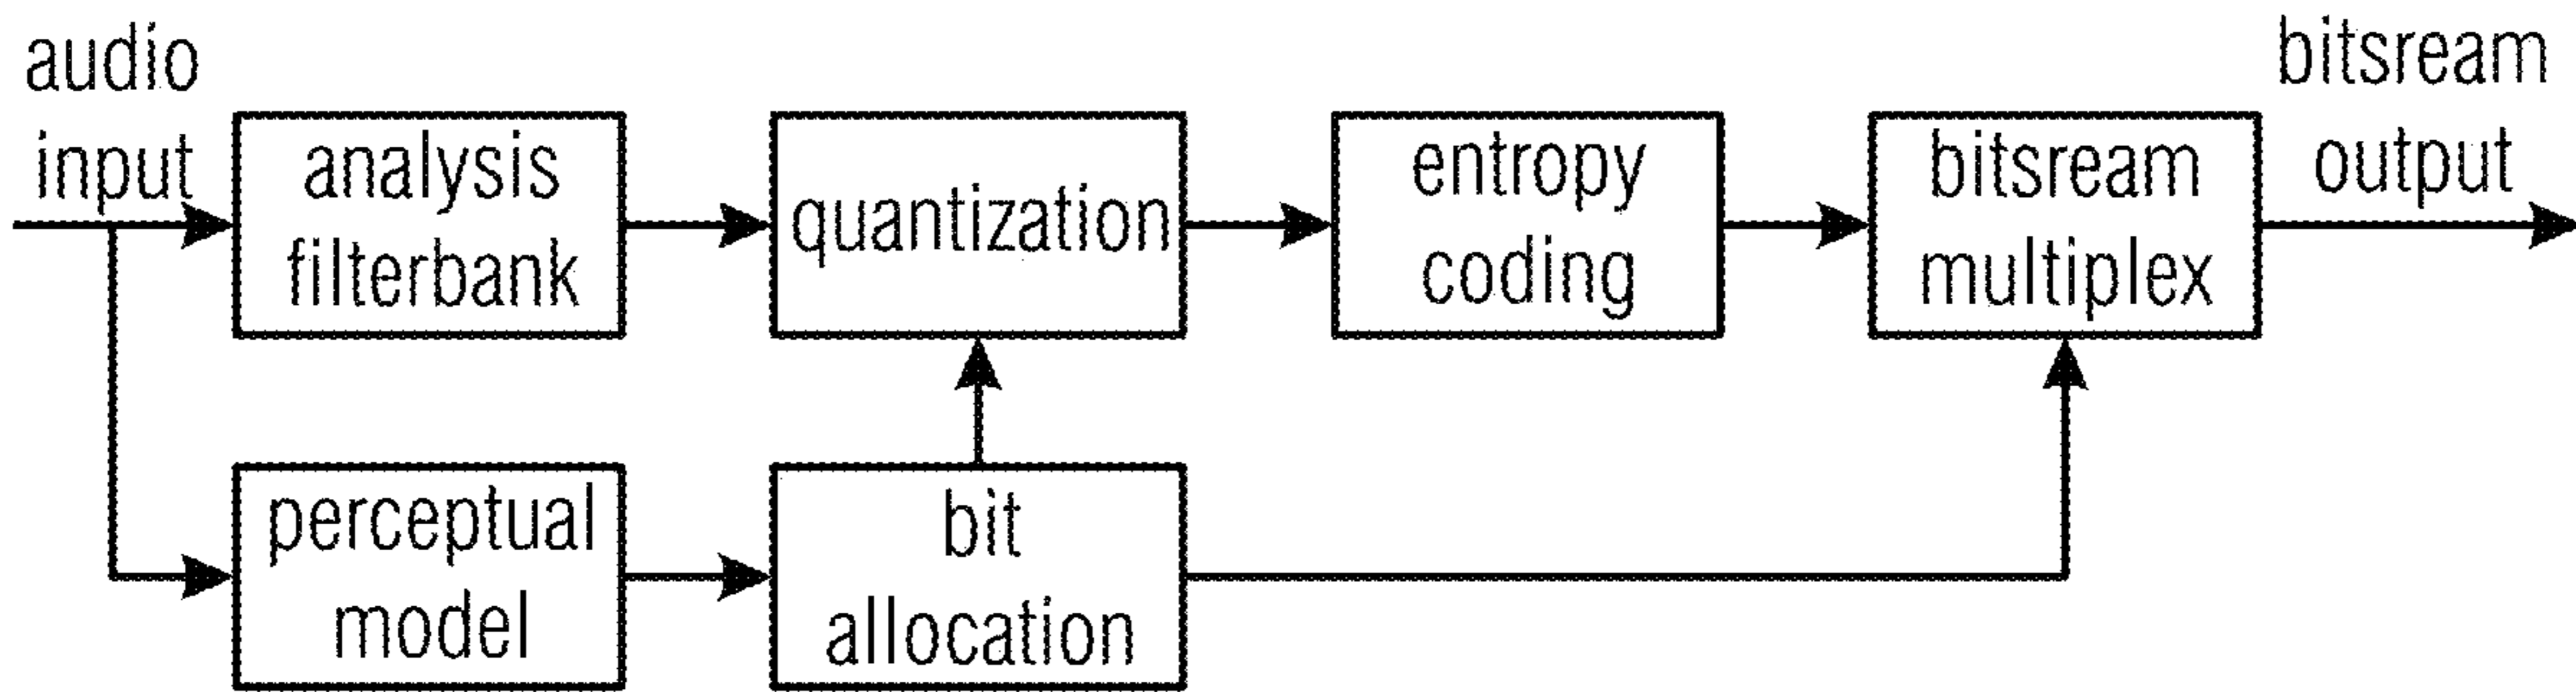 audio
input
analysis
filterbank
quantization
entropy
coding
bitsream
multiplex
bitsream
output
perceptual
model
bit
allocation